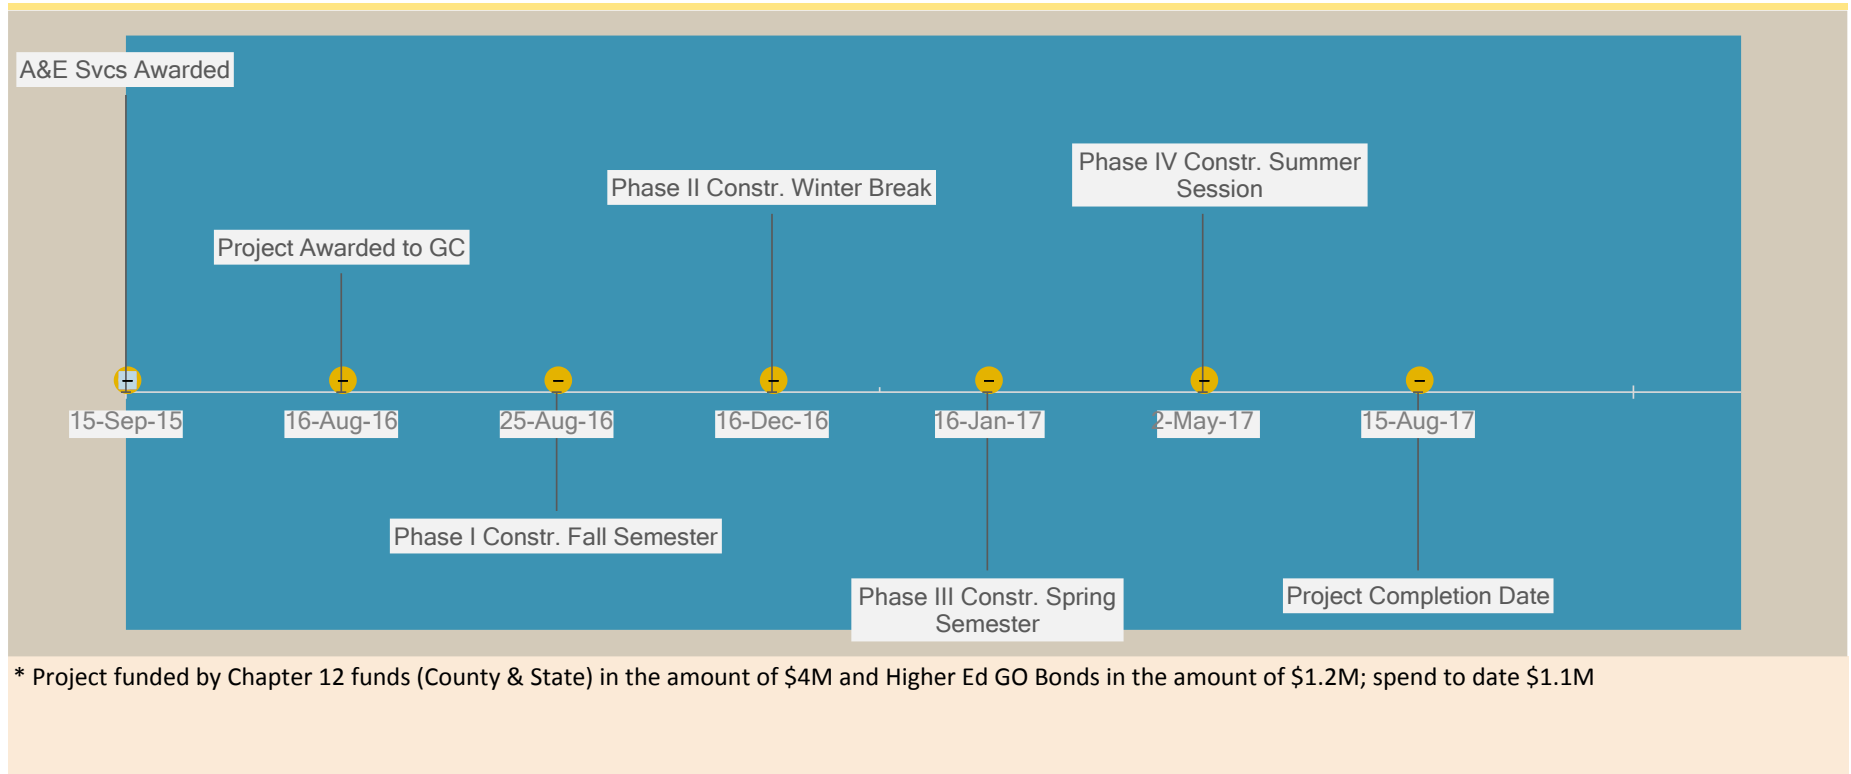 A&E Svcs Awarded
Phase IV Constr. Summer
Session
Phase II Constr. Winter Break
Project Awarded to GC
15-Sep-15
16-Aug-16
25-Aug-16
16-Dec-16
16-Jan-17
2-May-17
15-Aug-17
Phase I Constr. Fall Semester
Phase III Constr. Spring
Semester
Project Completion Date
* Project funded by Chapter 12 funds (County & State) in the amount of $4M and Higher Ed GO Bonds in the amount of $1.2M; spend to date $1.1M